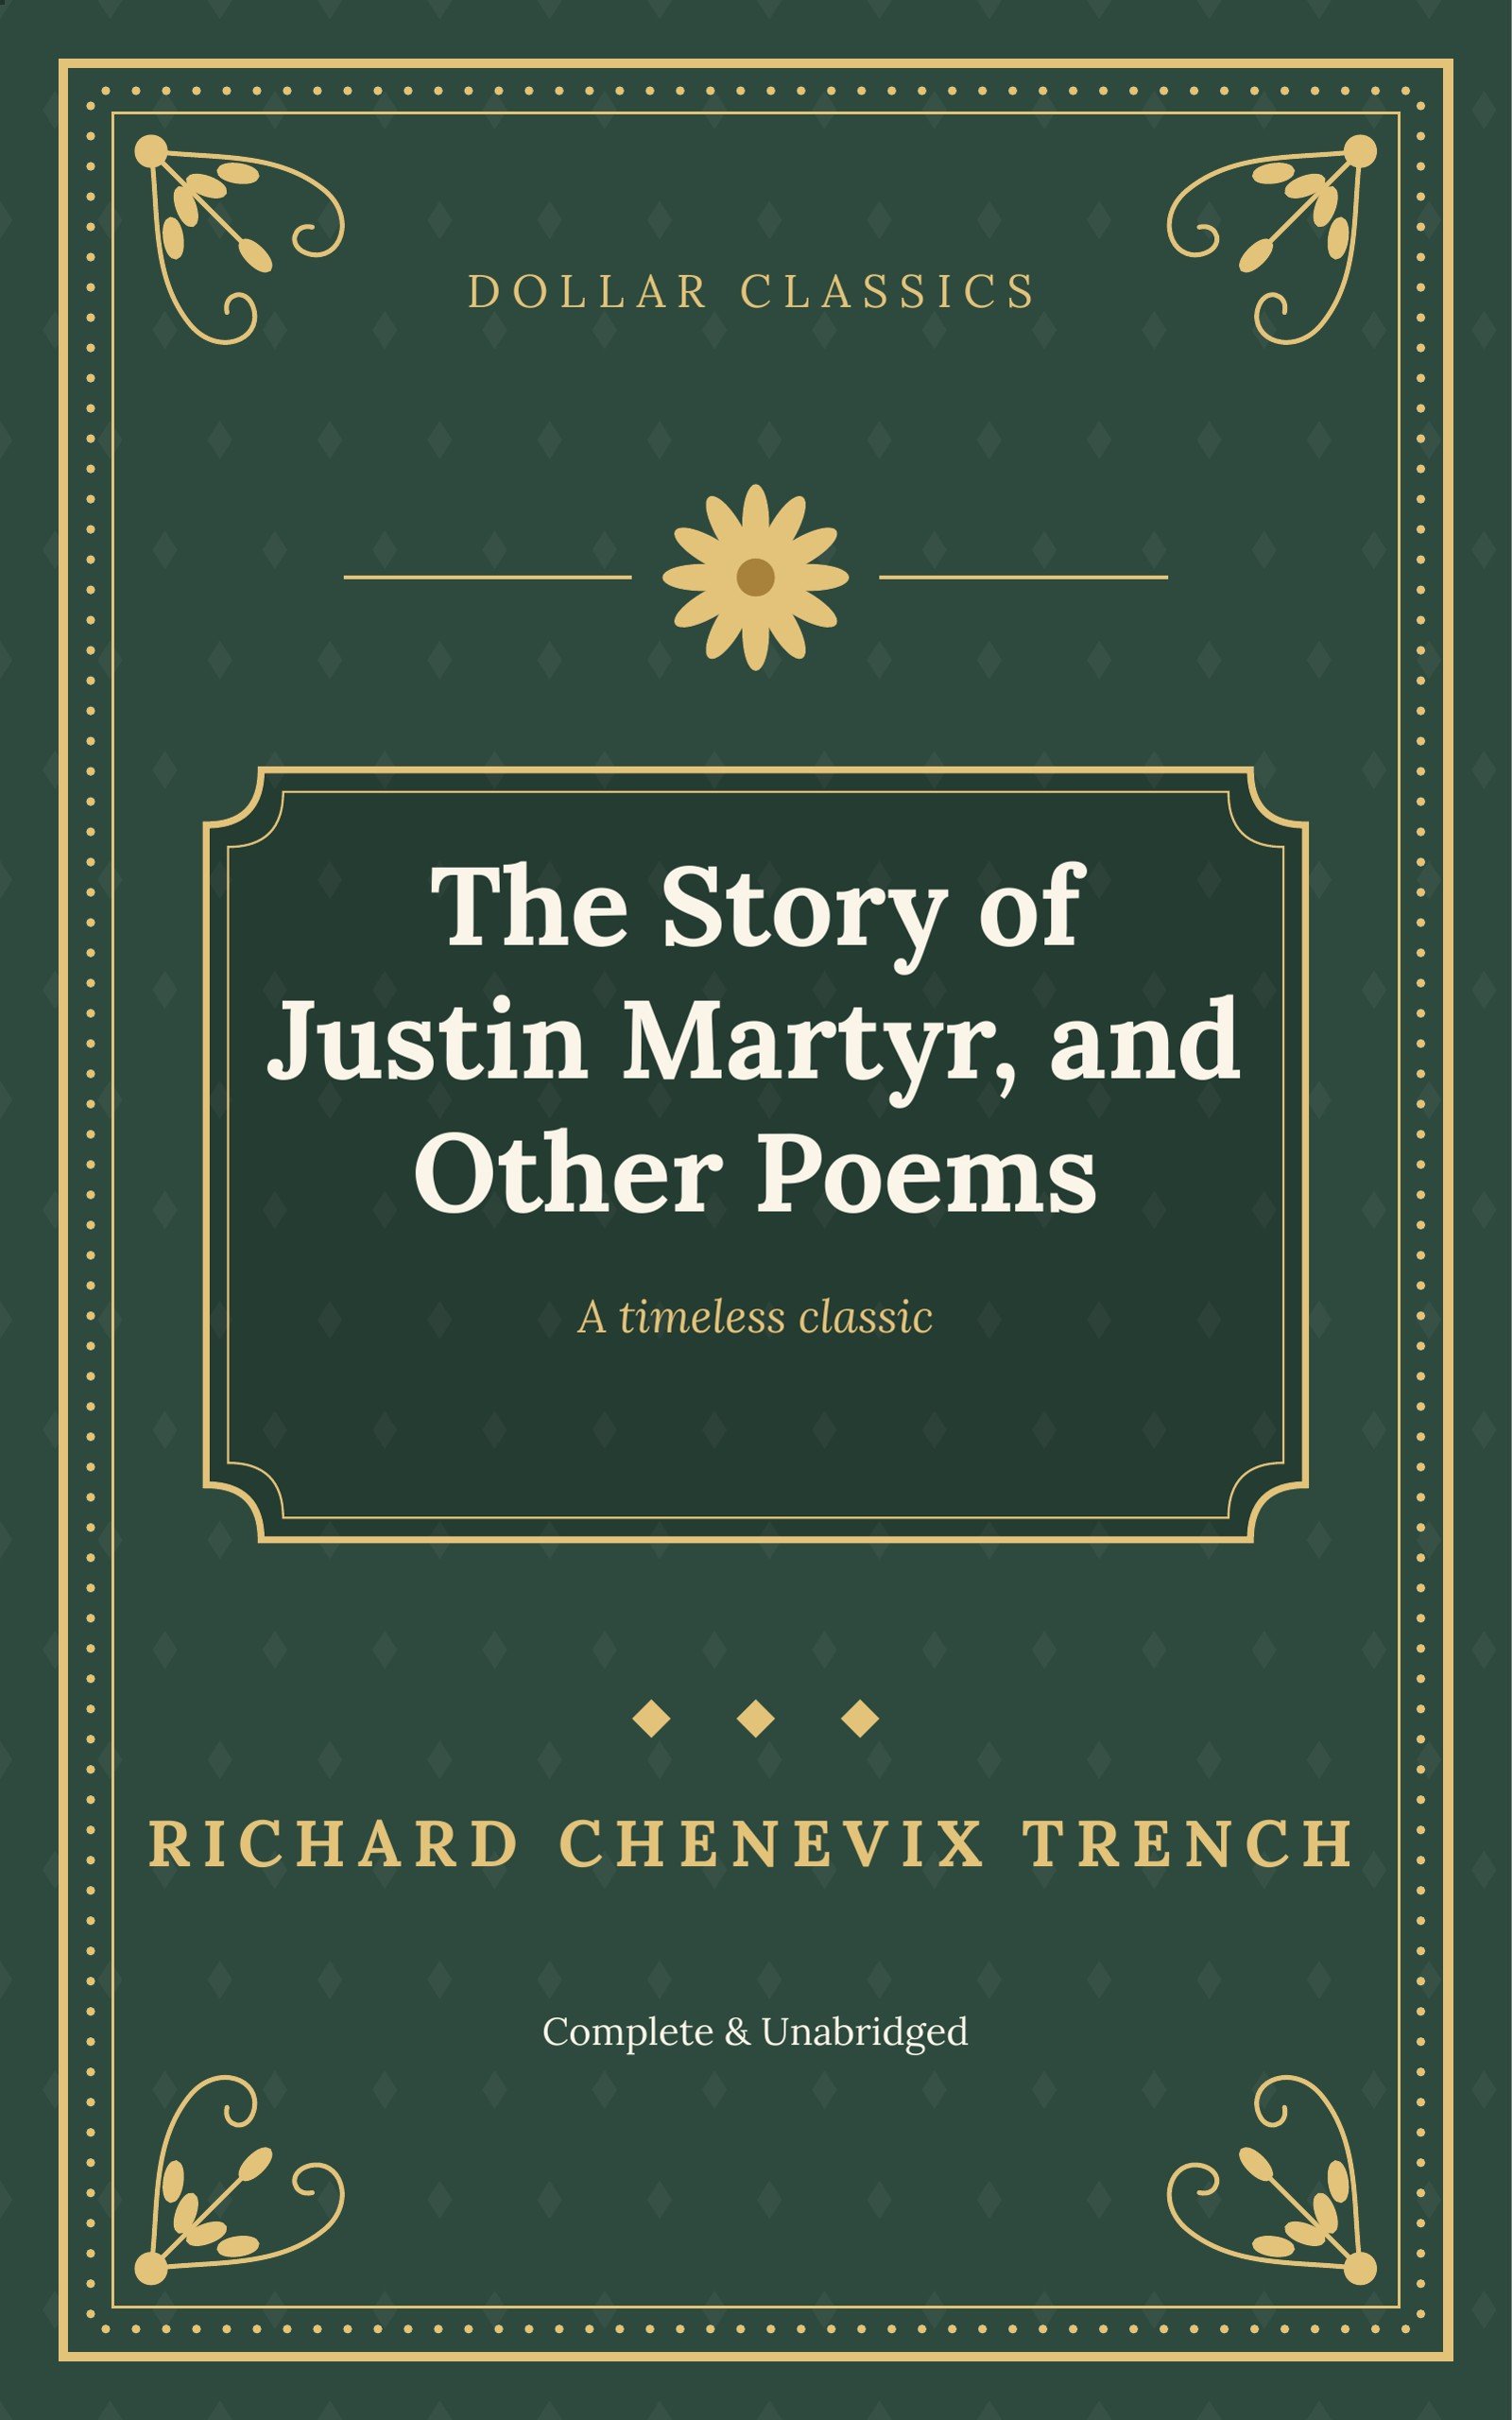 DOLLAR CLASSICS
The Story of
Justin Martyr, and
Other Poems
A timeless classic
RICHARD CHENEVIX TRENCH
Complete & Unabridged